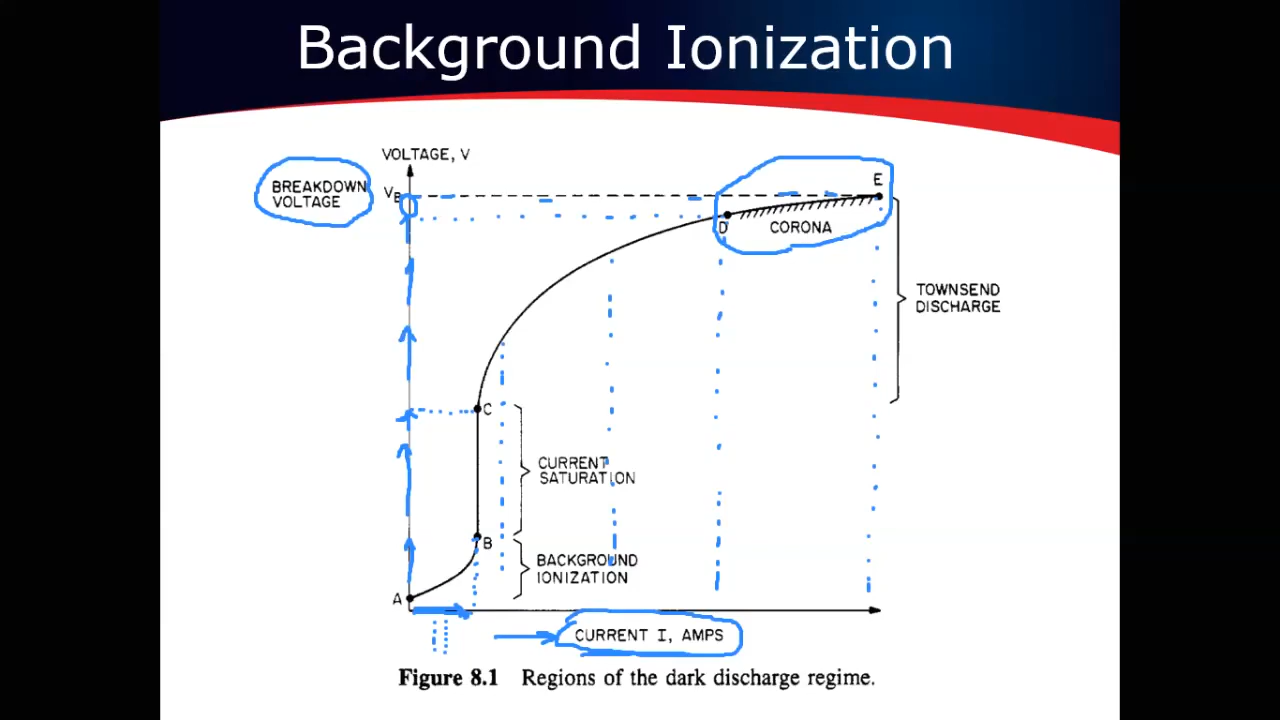 Background Ionization
VOLTAGE, V
BREAKDOWN
VOLTAGE
V_B
E
D
CORONA
TOWNSEND
DISCHARGE
C
CURRENT
SATURATION
B
BACKGROUND
IONIZATION
A
CURRENT I, AMPS
Figure 8.1 Regions of the dark discharge regime.